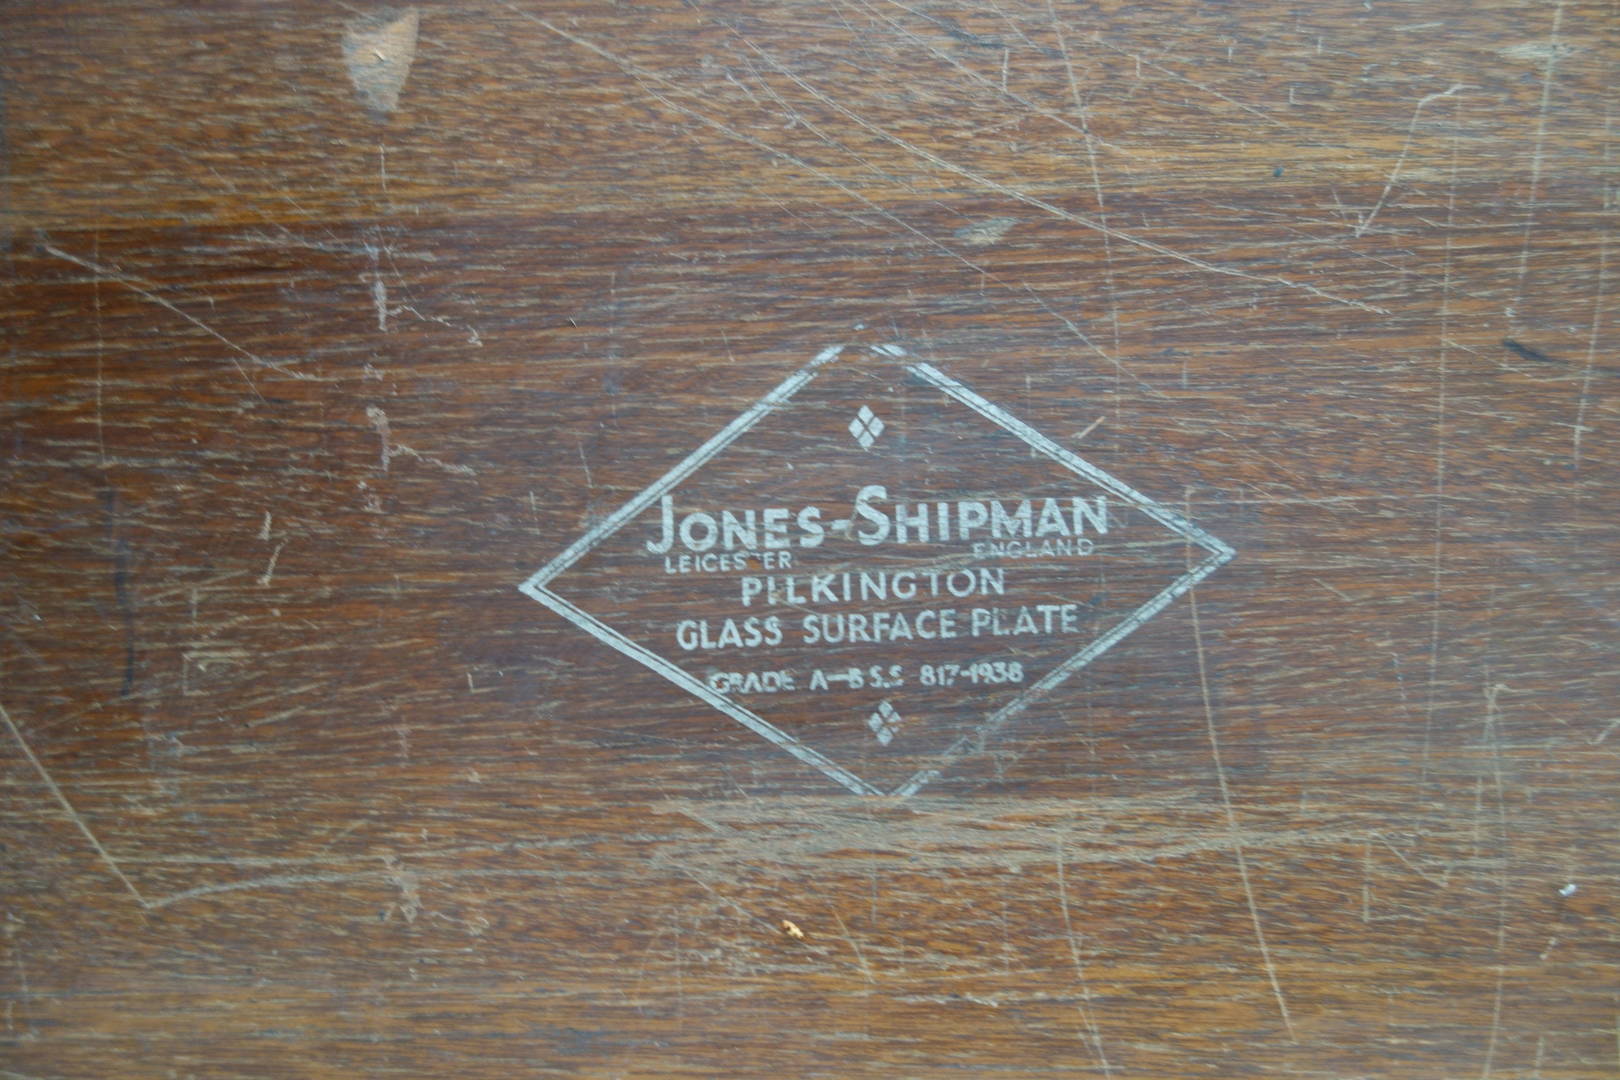 JONES-SHIPMAN
LEICESTER ENGLAND
PILKINGTON
GLASS SURFACE PLATE
GRADE A-B.S.S 817-1938